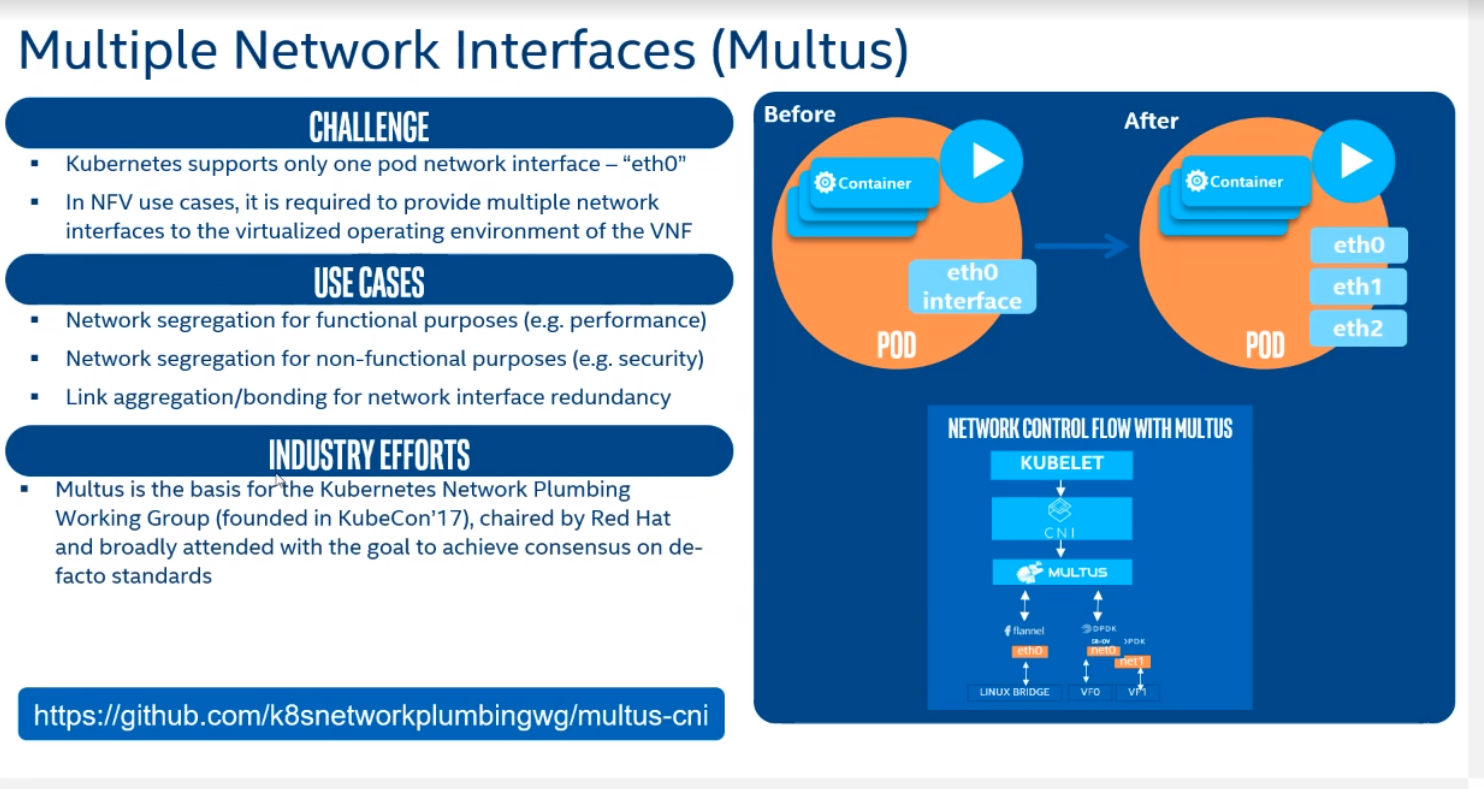 Multiple Network Interfaces (Multus)
CHALLENGE
▪ Kubernetes supports only one pod network interface – “eth0”
▪ In NFV use cases, it is required to provide multiple network
interfaces to the virtualized operating environment of the VNF
USE CASES
▪ Network segregation for functional purposes (e.g. performance)
▪ Network segregation for non-functional purposes (e.g. security)
▪ Link aggregation/bonding for network interface redundancy
INDUSTRY EFFORTS
▪ Multus is the basis for the Kubernetes Network Plumbing
Working Group (founded in KubeCon’17), chaired by Red Hat
and broadly attended with the goal to achieve consensus on de-
facto standards
https://github.com/k8snetworkplumbingwg/multus-cni
Before
Container
eth0
interface
POD
After
Container
eth0
eth1
eth2
POD
NETWORK CONTROL FLOW WITH MULTUS
KUBELET
CNI
MULTUS
flannel
eth0
LINUX BRIDGE
DPDK
SR-IOV
net0
VF0
DPDK
net1
VF1